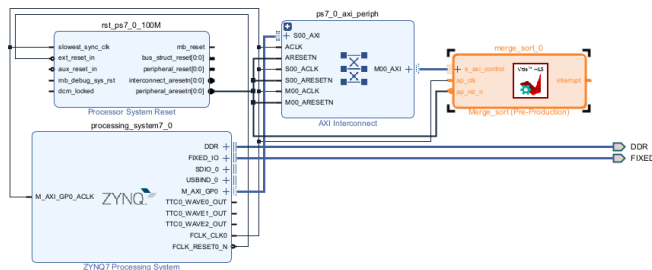 ps7_0_axi_periph
rst_ps7_0_100M
slowest_sync_clk
mb_reset
ext_reset_in
bus_struct_reset[0:0]
aux_reset_in
peripheral_reset[0:0]
mb_debug_sys_rst
interconnect_aresetn[0:0]
dcm_locked
peripheral_aresetn[0:0]
Processor System Reset
S00_AXI
ACLK
ARESETN
S00_ACLK
M00_AXI
S00_ARESETN
M00_ACLK
M00_ARESETN
AXI Interconnect
merge_sort_0
s_axi_control
ap_clk
ap_rst_n
interrupt
Merge_sort (Pre-Production)
processing_system7_0
DDR
FIXED_IO
SDIO_0
USBIND_0
M_AXI_GP0_ACLK
ZYNQ
M_AXI_GP0
TTC0_WAVE0_OUT
TTC0_WAVE1_OUT
TTC0_WAVE2_OUT
FCLK_CLK0
FCLK_RESET0_N
ZYNQ7 Processing System
DDR
FIXED